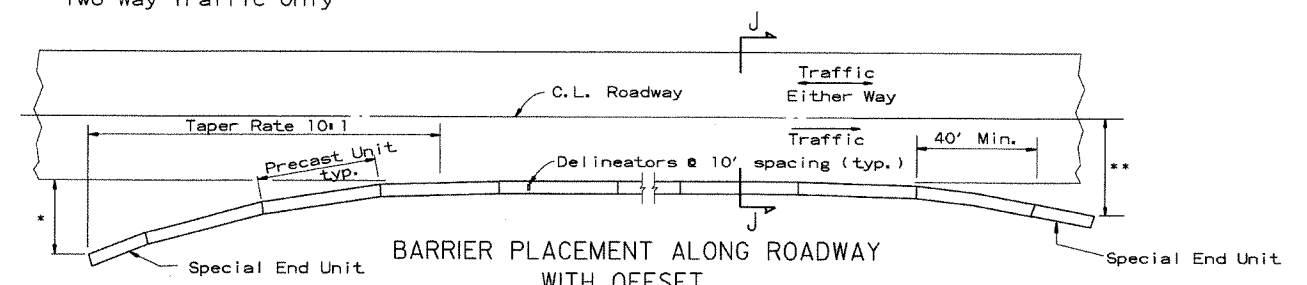 Two Way Traffic Only
J
Traffic
Either Way
C.L. Roadway
Taper Rate 10:1
Traffic
40' Min.
Precast Unit
typ.
Delineators @ 10' spacing (typ.)
*
**
J
BARRIER PLACEMENT ALONG ROADWAY
WITH OFFSET
Special End Unit
Special End Unit